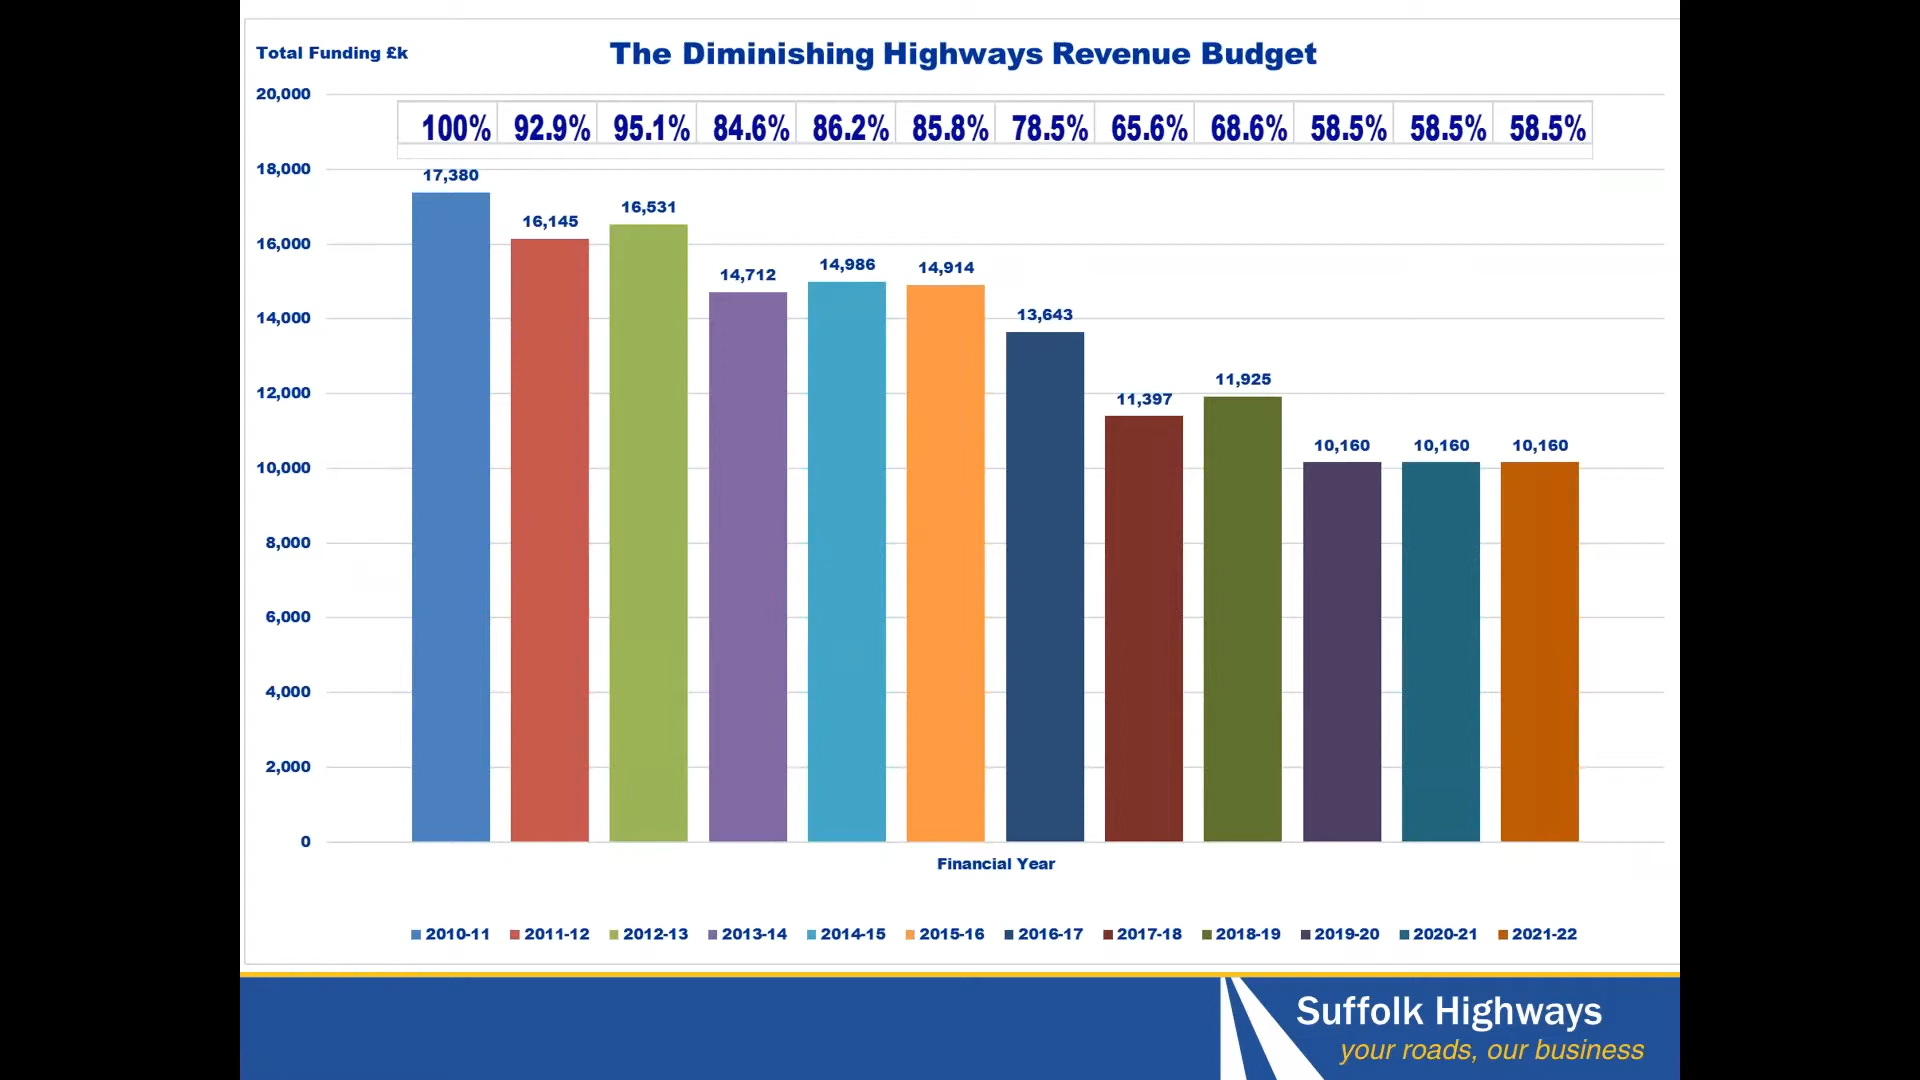 Total Funding £k
The Diminishing Highways Revenue Budget
20,000
100% 92.9% 95.1% 84.6% 86.2% 85.8% 78.5% 65.6% 68.6% 58.5% 58.5% 58.5%
18,000
17,380
16,531
16,145
16,000
14,986
14,914
14,712
14,000
13,643
12,000
11,925
11,397
10,160 10,160 10,160
10,000
8,000
6,000
4,000
2,000
0
Financial Year
2010-11 2011-12 2012-13 2013-14 2014-15 2015-16 2016-17 2017-18 2018-19 2019-20 2020-21 2021-22
Suffolk Highways
your roads, our business